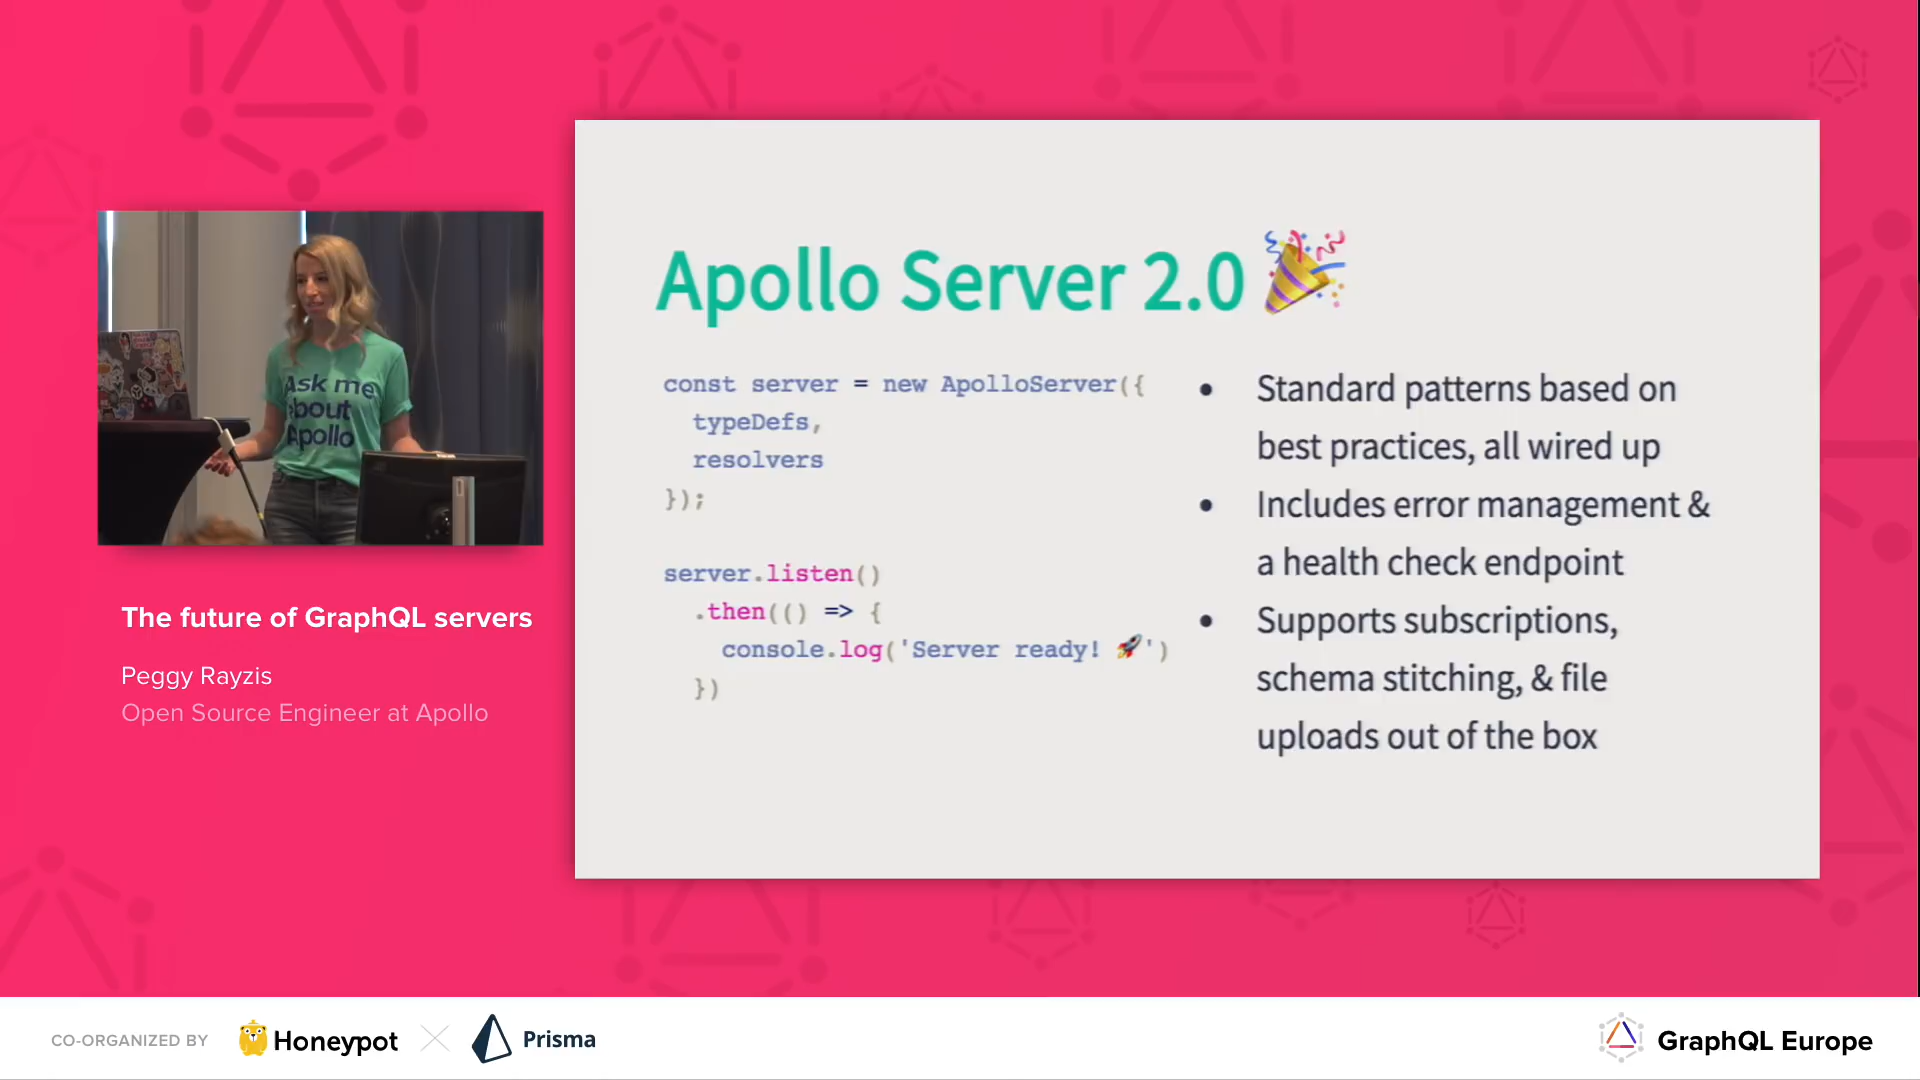 Ask me
about
Apollo
The future of GraphQL servers
Peggy Rayzis
Open Source Engineer at Apollo
Apollo Server 2.0 🎉
const server = new ApolloServer({
  typeDefs,
  resolvers
});
server.listen()
  .then(() => {
    console.log('Server ready! 🚀')
  })
• Standard patterns based on
best practices, all wired up
• Includes error management &
a health check endpoint
• Supports subscriptions,
schema stitching, & file
uploads out of the box
CO-ORGANIZED BY
Honeypot
Prisma
GraphQL Europe